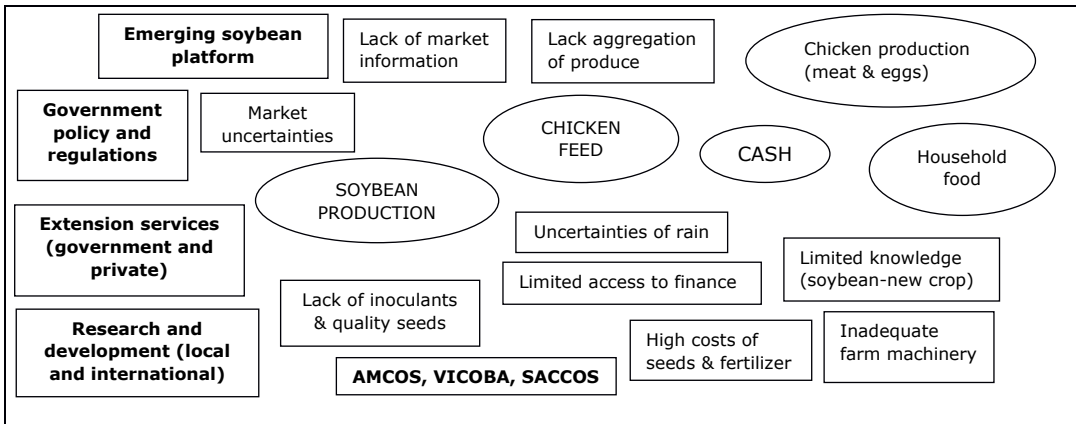 Emerging soybean
platform
Lack of market
information
Lack aggregation
of produce
Chicken production
(meat & eggs)
Government
policy and
regulations
Market
uncertainties
CHICKEN
FEED
CASH
Household
food
SOYBEAN
PRODUCTION
Extension services
(government and
private)
Uncertainties of rain
Limited access to finance
Limited knowledge
(soybean-new crop)
Lack of inoculants
& quality seeds
Research and
development (local
and international)
High costs of
seeds & fertilizer
Inadequate
farm machinery
AMCOS, VICOBA, SACCOS